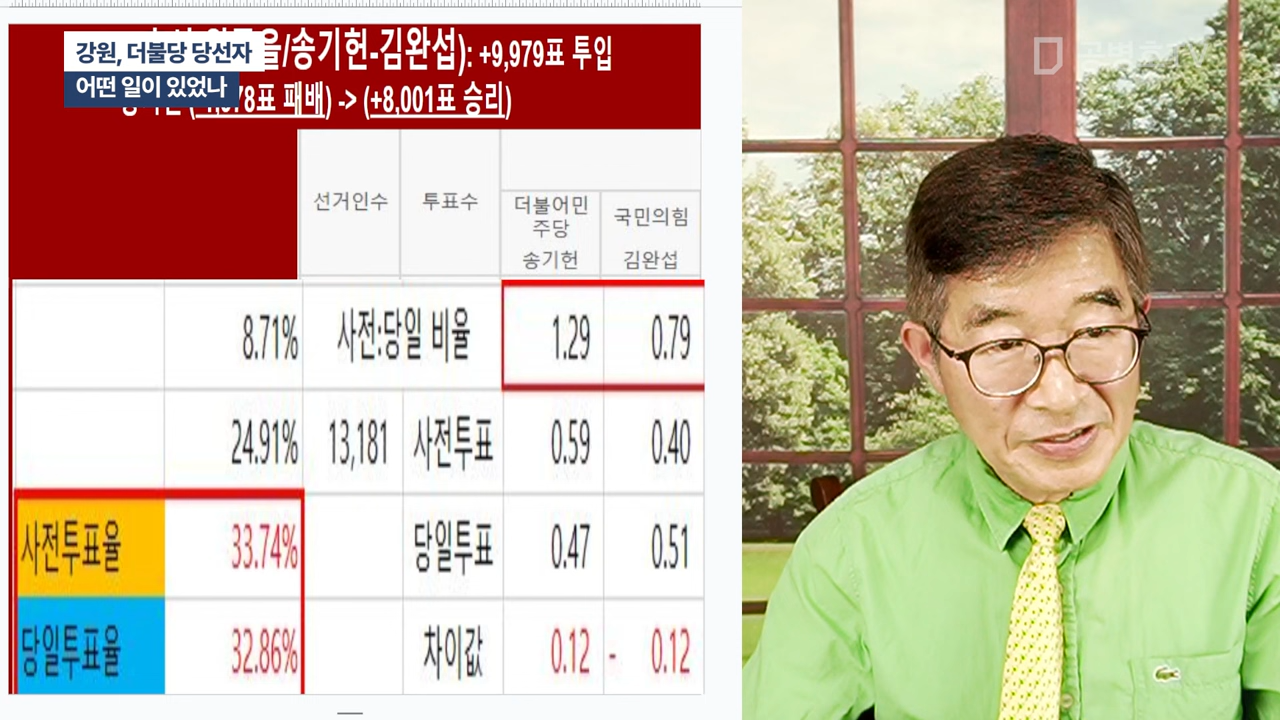 강원, 더불당 당선자
어떤 일이 있었나
/송기헌-김완섭): +9,979표 투입
패배) -> (+8,001표 승리)
선거인수 투표수 더불어민주당 송기헌 국민의힘 김완섭
8.71% 사전:당일 비율 1.29 0.79
24.91% 13,181 사전투표 0.59 0.40
사전투표율 33.74% 당일투표 0.47 0.51
당일투표율 32.86% 차이값 0.12 - 0.12